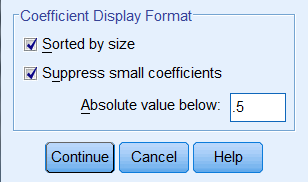 Coefficient Display Format
Sorted by size
Suppress small coefficients
Absolute value below: .5
Continue Cancel Help